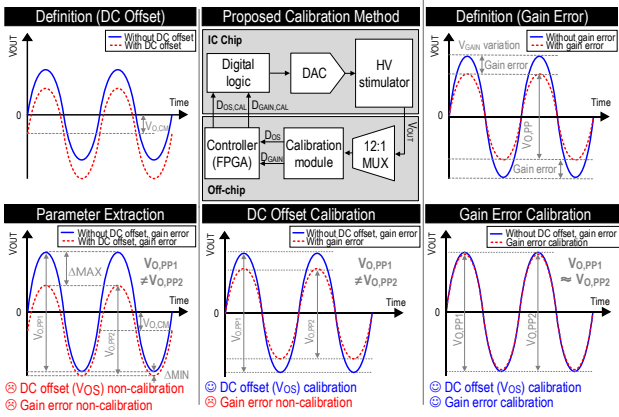 Definition (DC Offset)
VOUT
Without DC offset
With DC offset
Time
0
VO,CM
Proposed Calibration Method
IC Chip
Digital logic
DAC
HV stimulator
DOS,CAL
DGAIN,CAL
VOUT
Controller (FPGA)
DOS
DGAIN
Calibration module
12:1 MUX
Off-chip
Definition (Gain Error)
VOUT
Without gain error
With gain error
VGAIN variation
Gain error
Time
0
VO,PP
Gain error
Parameter Extraction
VOUT
Without DC offset, gain error
With DC offset, gain error
ΔMAX
VO,PP1
≠VO,PP2
Time
0
VO,CM
VO,PP1
VO,PP2
ΔMIN
☹ DC offset (VOS) non-calibration
☹ Gain error non-calibration
DC Offset Calibration
VOUT
Without DC offset, gain error
With gain error
VO,PP1
≠VO,PP2
Time
0
VO,PP1
VO,PP2
☺ DC offset (VOS) calibration
☹ Gain error non-calibration
Gain Error Calibration
VOUT
Without DC offset, gain error
Gain error calibration
VO,PP1
≈ VO,PP2
Time
0
VO,PP1
VO,PP2
☺ DC offset (VOS) calibration
☺ Gain error calibration